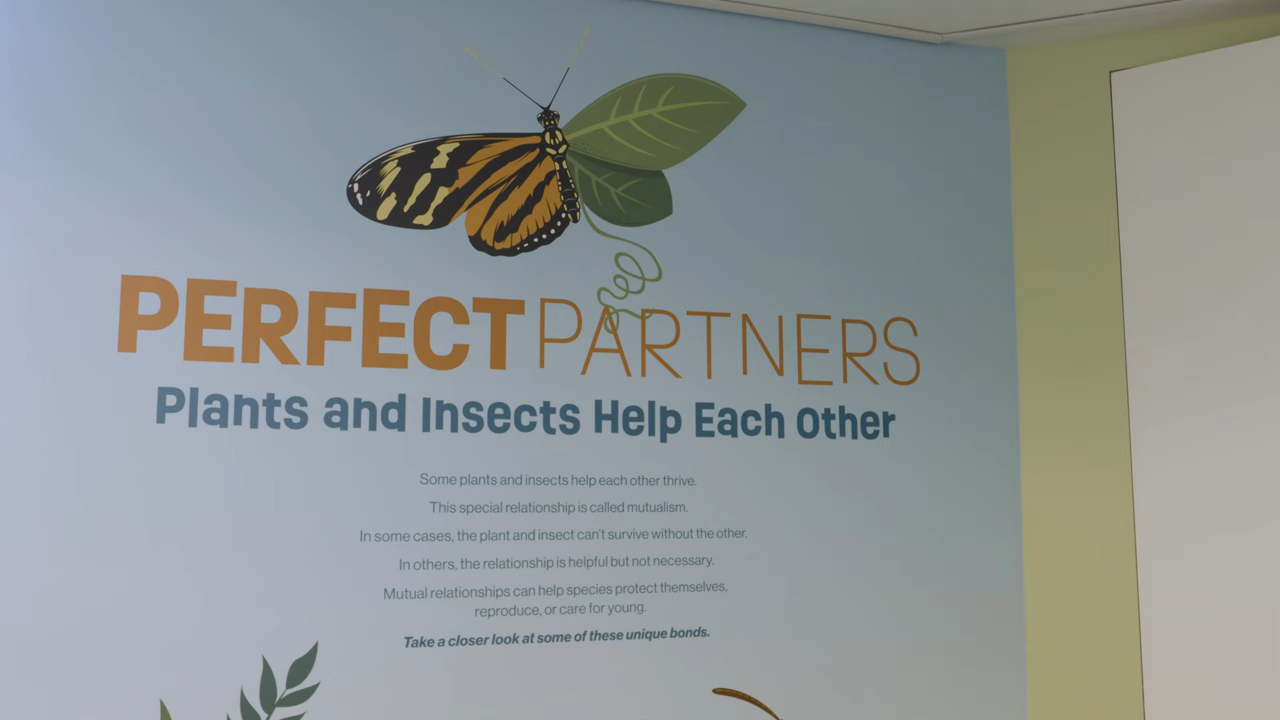 PERFECT PARTNERS
Plants and Insects Help Each Other
Some plants and insects help each other thrive.
This special relationship is called mutualism.
In some cases, the plant and insect can't survive without the other.
In others, the relationship is helpful but not necessary.
Mutual relationships can help species protect themselves,
reproduce, or care for young.
Take a closer look at some of these unique bonds.